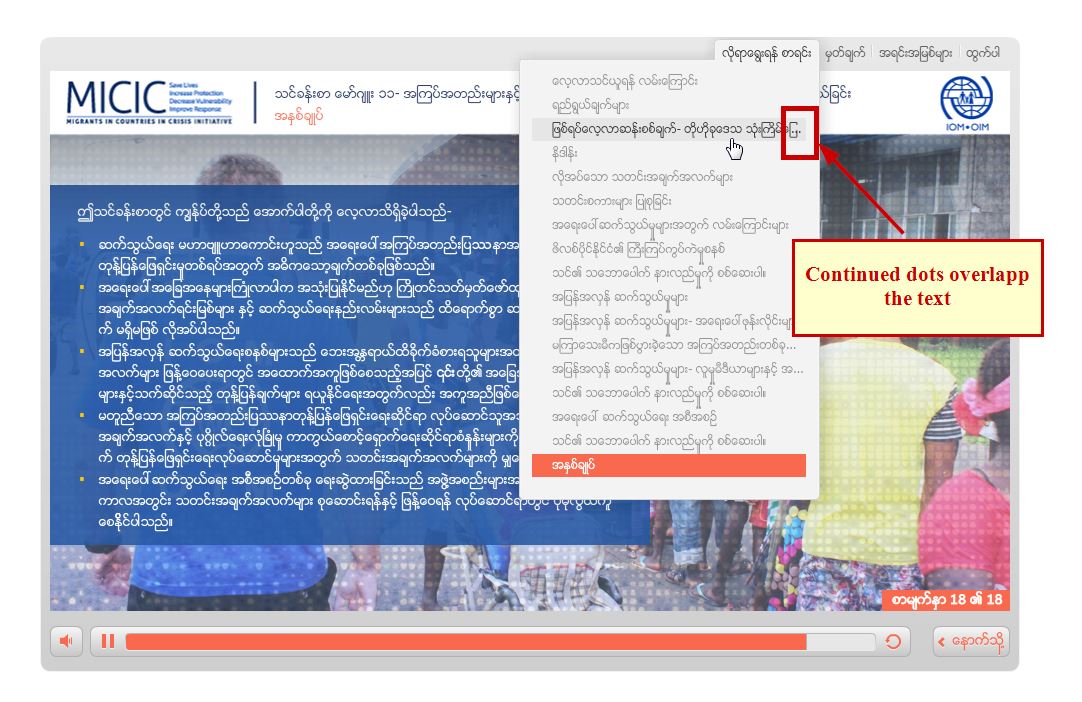 လိုရာရွေးရန် စာရင်း မှတ်ချက် အရင်းအမြစ်များ ထွက်ပါ
MICIC
Save Lives
Increase Protection
Decrease Vulnerability
Improve Response
MIGRANTS IN COUNTRIES IN CRISIS INITIATIVE
သင်ခန်းစာ မော်ဂျူး ၁၁- အကြပ်အတည်းများနှင့်
အနှစ်ချုပ်
IOM•OIM
လေ့လာသင်ယူရန် လမ်းကြောင်း
ရည်ရွယ်ချက်များ
ဖြစ်ရပ်လေ့လာဆန်းစစ်ချက်- တိုဟိုခုဒေသ သုံးကြိမ်
နိဒါန်း
လိုအပ်သော သတင်းအချက်အလက်များ
သတင်းစကားများ ပြုစုခြင်း
အရေးပေါ် ဆက်သွယ်မှုများအတွက် လမ်းကြောင်းများ
ဖိလစ်ပိုင်နိုင်ငံ၏ ကြီးကြပ်ကွပ်ကဲမှုစနစ်
သင်၏ သဘောပေါက် နားလည်မှုကို စစ်ဆေးပါ။
အပြန်အလှန် ဆက်သွယ်မှုများ
အပြန်အလှန် ဆက်သွယ်မှုများ- အရေးပေါ် ဖုန်းလိုင်းများ
မကြာသေးမီကဖြစ်ပွားခဲ့သော အကြပ်အတည်းတစ်ခု...
အပြန်အလှန် ဆက်သွယ်မှုများ- လူမှုမီဒီယာများနှင့် အ...
သင်၏ သဘောပေါက် နားလည်မှုကို စစ်ဆေးပါ။
အရေးပေါ် ဆက်သွယ်ရေး အစီအစဉ်
သင်၏ သဘောပေါက် နားလည်မှုကို စစ်ဆေးပါ။
အနှစ်ချုပ်
Continued dots overlapp
the text
ဤသင်ခန်းစာတွင် ကျွန်ုပ်တို့သည် အောက်ပါတို့ကို လေ့လာသိရှိခဲ့ပါသည်-
ဆက်သွယ်ရေး မဟာဗျူဟာကောင်းဟူသည် အရေးပေါ် အကြပ်အတည်းပြဿနာအ
တုန့်ပြန်ဖြေရှင်းမှုတစ်ရပ်အတွက် အဓိကသော့ချက်တစ်ခုဖြစ်သည်။
အရေးပေါ် အခြေအနေများကြုံလာပါက အသုံးပြုနိုင်မည်ဟု ကြိုတင်သတ်မှတ်ဖော်ထု
အချက်အလက်ရင်းမြစ်များ နှင့် ဆက်သွယ်ရေးနည်းလမ်းများသည် ထိရောက်စွာ ဆ
က် မရှိမဖြစ် လိုအပ်ပါသည်။
အပြန်အလှန် ဆက်သွယ်ရေးစနစ်များသည် ဘေးအန္တရာယ်ထိခိုက်ခံစားရသူများအတ
အလက်များ ဖြန့်ဝေပေးရာတွင် အထောက်အကူဖြစ်စေသည့်အပြင် ၎င်းတို့၏ အခြေအ
များနှင့်သက်ဆိုင်သည့် တုန့်ပြန်ချက်များ ရယူနိုင်ရေးအတွက်လည်း အကူအညီဖြစ်စေ
မတူညီသော အကြပ်အတည်းပြဿနာတုန့်ပြန်ဖြေရှင်းရေးဆိုင်ရာ လုပ်ဆောင်သူအသ
အချက်အလက်နှင့် ပုဂ္ဂိုလ်ရေးလုံခြုံမှု ကာကွယ်စောင့်ရှောက်ရေးဆိုင်ရာစံနှုန်းများကို
က် တုန့်ပြန်ဖြေရှင်းရေးလုပ်ဆောင်မှုများအတွက် သတင်းအချက်အလက်များကို မျှဝေ
အရေးပေါ် ဆက်သွယ်ရေး အစီအစဉ်တစ်ခု ရေးဆွဲထားခြင်းသည် အဖွဲ့အစည်းများအ
ကာလအတွင်း သတင်းအချက်အလက်များ စုဆောင်းရန်နှင့် ဖြန့်ဝေရန် လုပ်ဆောင်ရာတွင်
စေနိုင်ပါသည်။
စာမျက်နှာ 18 ၏ 18
နောက်သို့